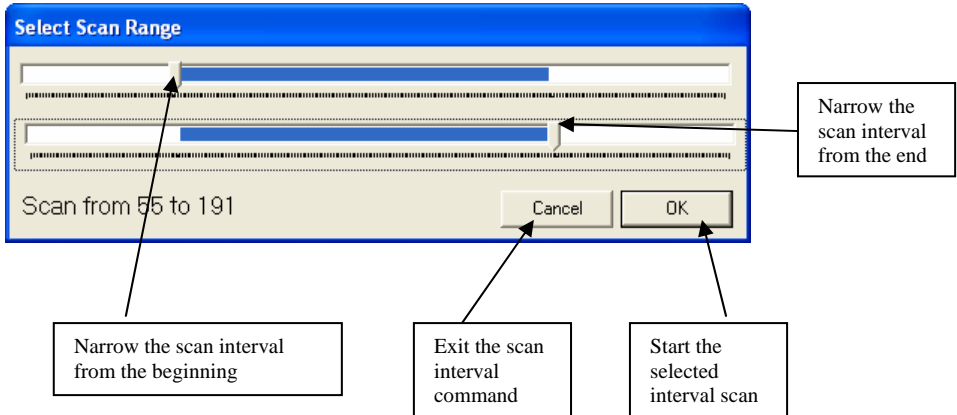 Select Scan Range
Narrow the
scan interval
from the end
Scan from 55 to 191
Cancel
OK
Narrow the scan interval
from the beginning
Exit the scan
interval
command
Start the
selected
interval scan